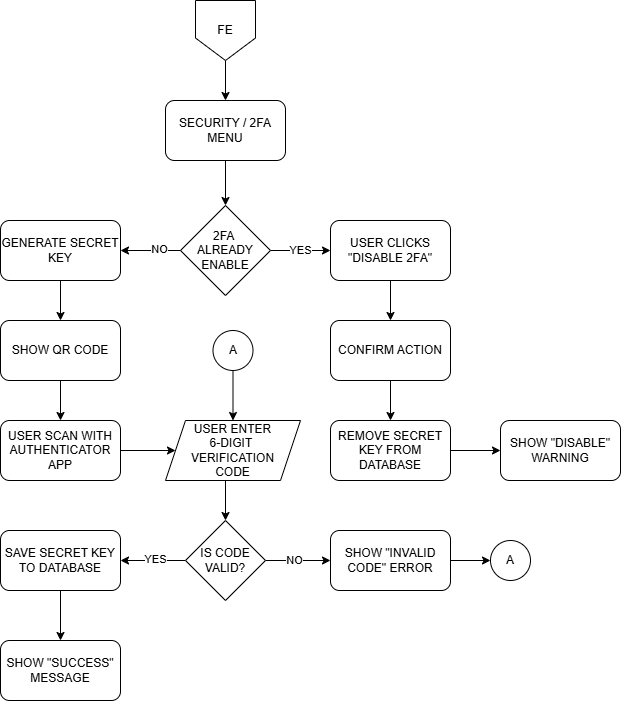 FE
SECURITY / 2FA
MENU
2FA
ALREADY
ENABLE
NO
YES
GENERATE SECRET
KEY
USER CLICKS
"DISABLE 2FA"
SHOW QR CODE
A
CONFIRM ACTION
USER SCAN WITH
AUTHENTICATOR
APP
USER ENTER
6-DIGIT
VERIFICATION
CODE
REMOVE SECRET
KEY FROM
DATABASE
SHOW "DISABLE"
WARNING
SAVE SECRET KEY
TO DATABASE
YES
IS CODE
VALID?
NO
SHOW "INVALID
CODE" ERROR
A
SHOW "SUCCESS"
MESSAGE